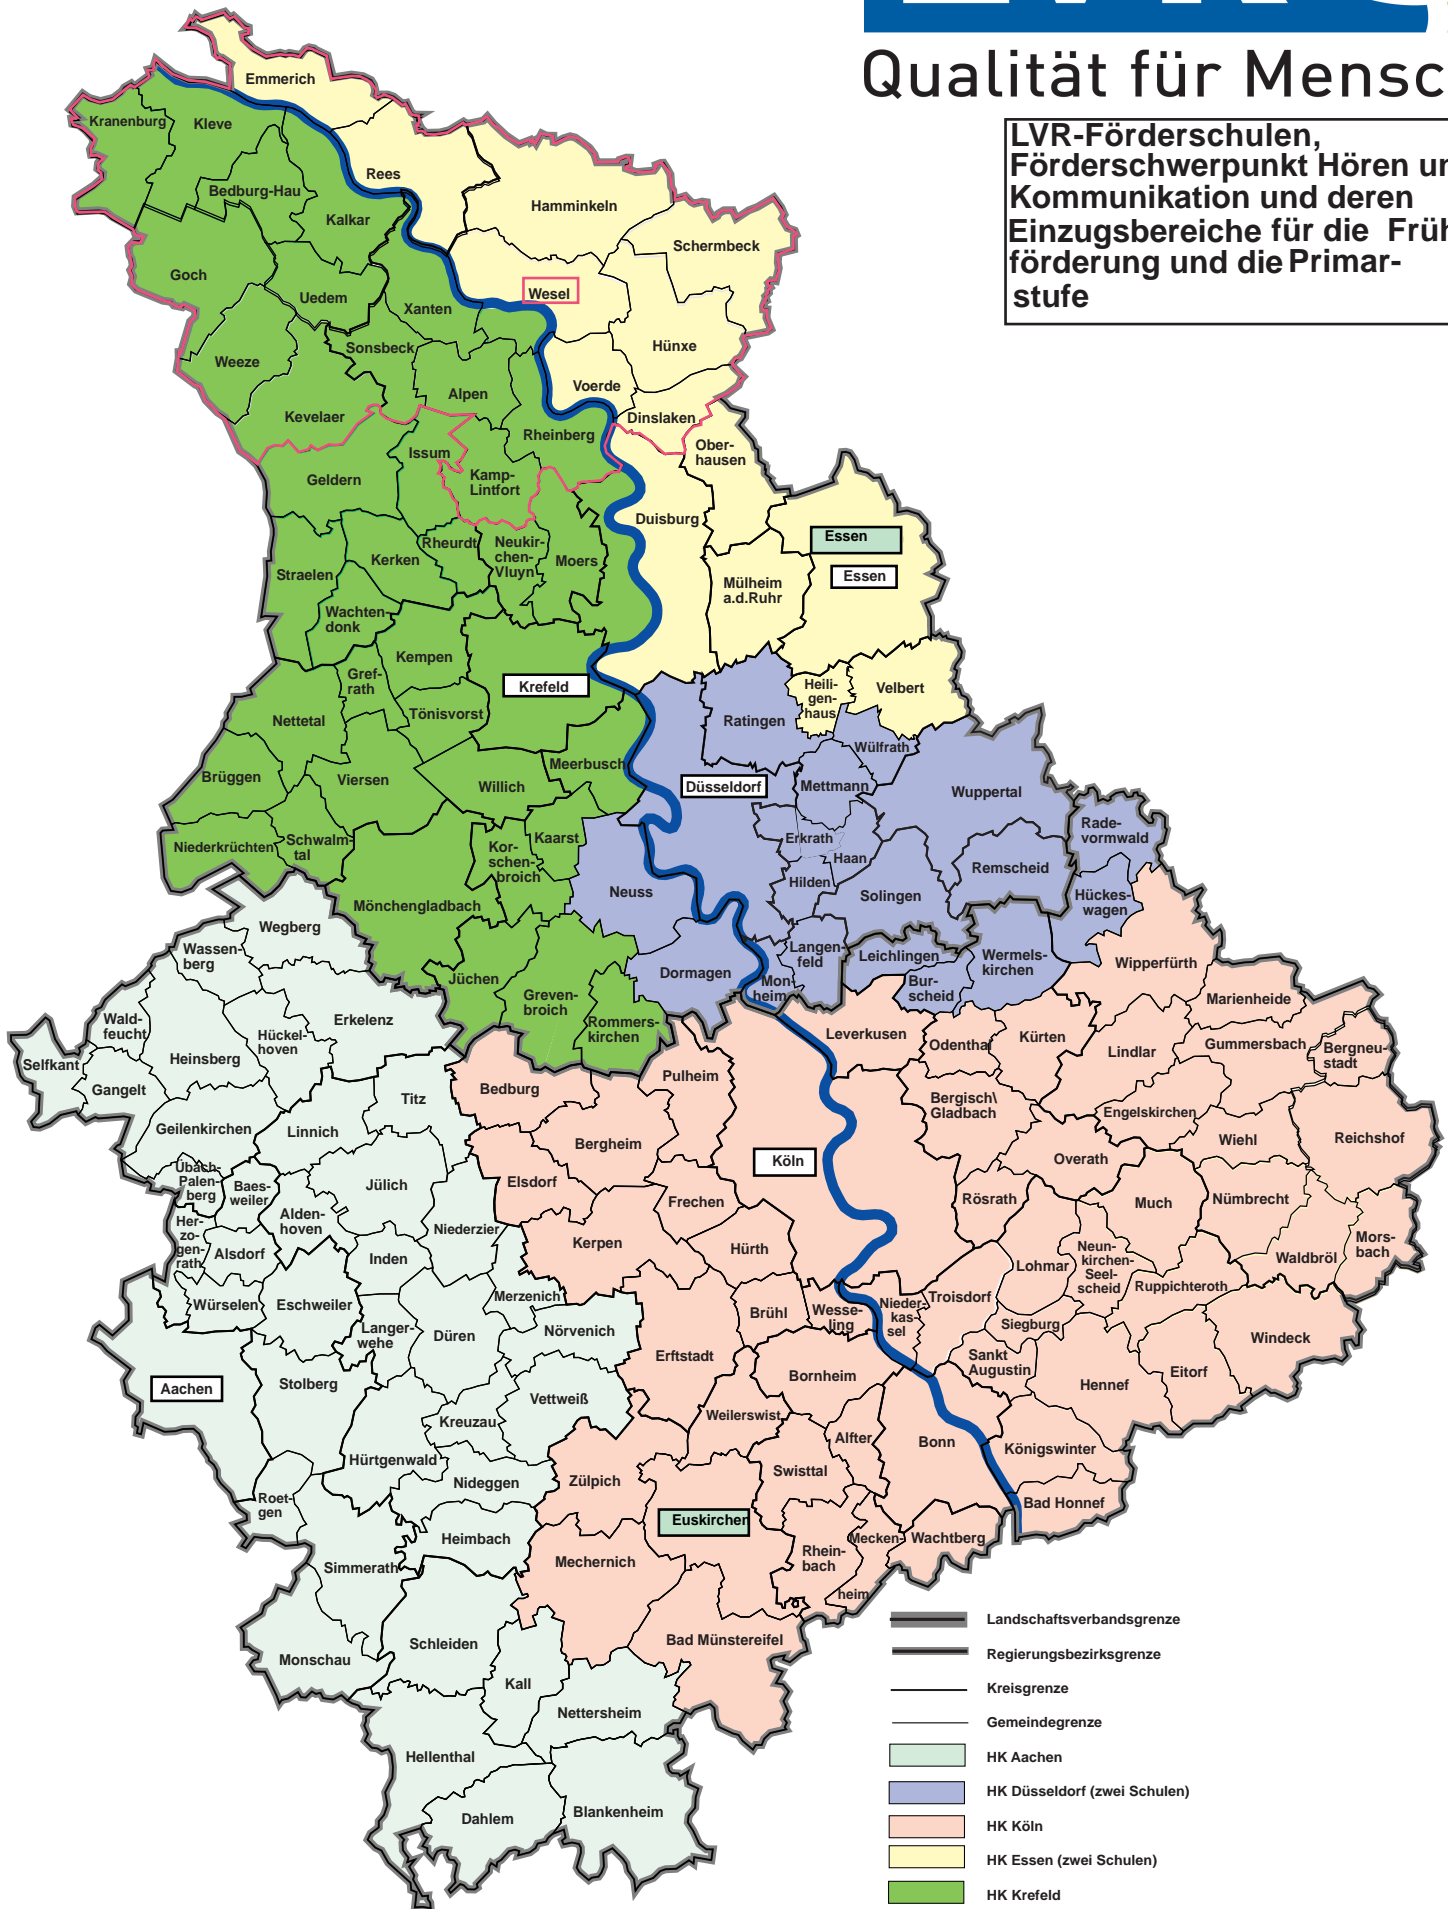 Qualität für Mensc
LVR-Förderschulen,
Förderschwerpunkt Hören un
Kommunikation und deren
Einzugsbereiche für die Früh
förderung und die Primar-
stufe
Emmerich
Kranenburg
Kleve
Rees
Bedburg-Hau
Kalkar
Hamminkeln
Schermbeck
Goch
Uedem
Xanten
Wesel
Sonsbeck
Hünxe
Weeze
Alpen
Voerde
Kevelaer
Dinslaken
Rheinberg
Issum
Ober-
hausen
Geldern
Kamp-
Lintfort
Duisburg
Essen
Essen
Rheurdt
Neukir-
chen-
Vluyn
Moers
Kerken
Straelen
Mülheim
a.d.Ruhr
Wachten-
donk
Kempen
Gref-
rath
Krefeld
Heili-
gen-
haus
Velbert
Tönisvorst
Nettetal
Ratingen
Wülfrath
Meerbusch
Brüggen
Viersen
Willich
Düsseldorf
Mettmann
Wuppertal
Rade-
vormwald
Niederkrüchten
Schwalm-
tal
Kor-
schen-
broich
Kaarst
Erkrath
Haan
Remscheid
Hilden
Neuss
Solingen
Hückes-
wagen
Mönchengladbach
Wegberg
Wassen-
berg
Langen-
feld
Leichlingen
Wermels-
kirchen
Wipperfürth
Jüchen
Dormagen
Mon-
heim
Bur-
scheid
Greven-
broich
Marienheide
Wald-
feucht
Erkelenz
Hückel-
hoven
Rommers-
kirchen
Leverkusen
Odenthal
Kürten
Lindlar
Gummersbach
Bergneu-
stadt
Selfkant
Heinsberg
Gangelt
Bedburg
Pulheim
Titz
Bergisch\
Gladbach
Engelskirchen
Geilenkirchen
Linnich
Bergheim
Wiehl
Reichshof
Köln
Overath
Übach-
Palen-
berg
Baes-
weiler
Jülich
Elsdorf
Frechen
Rösrath
Much
Nümbrecht
Her-
zo-
gen-
rath
Alden-
hoven
Niederzier
Alsdorf
Inden
Kerpen
Hürth
Lohmar
Neun-
kirchen-
Seel-
scheid
Waldbröl
Mors-
bach
Ruppichteroth
Würselen
Eschweiler
Merzenich
Brühl
Wesse-
ling
Nieder-
kas-
sel
Troisdorf
Siegburg
Langer-
wehe
Düren
Nörvenich
Windeck
Erftstadt
Sankt
Augustin
Hennef
Eitorf
Aachen
Stolberg
Vettweiß
Bornheim
Kreuzau
Weilerswist
Alfter
Bonn
Königswinter
Hürtgenwald
Nideggen
Zülpich
Swisttal
Roet-
gen
Bad Honnef
Euskirchen
Heimbach
Simmerath
Mechernich
Rhein-
bach
Mecken-
heim
Wachtberg
Schleiden
Monschau
Bad Münstereifel
Kall
Nettersheim
Hellenthal
Dahlem
Blankenheim
Landschaftsverbandsgrenze
Regierungsbezirksgrenze
Kreisgrenze
Gemeindegrenze
HK Aachen
HK Düsseldorf (zwei Schulen)
HK Köln
HK Essen (zwei Schulen)
HK Krefeld